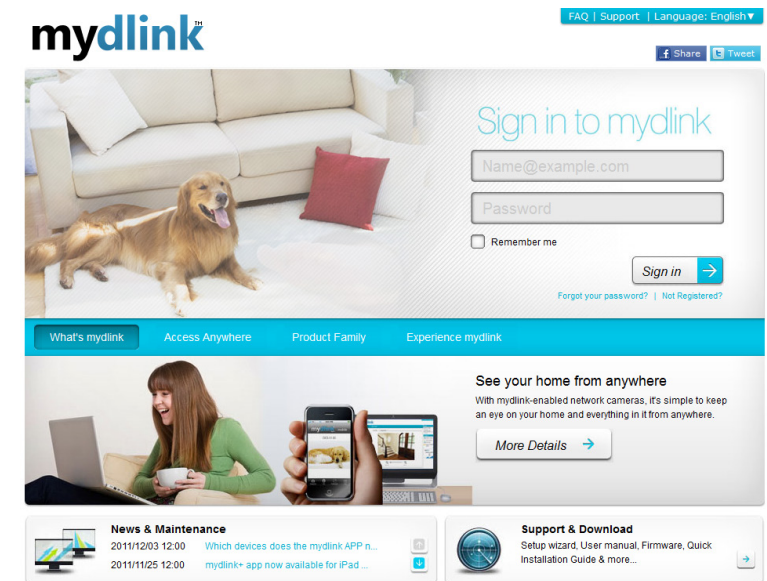 FAQ | Support | Language: English▼
mydlink™
Share Tweet
Sign in to mydlink
Name@example.com
Password
Remember me
Sign in
Forgot your password? | Not Registered?
What's mydlink Access Anywhere Product Family Experience mydlink
See your home from anywhere
With mydlink-enabled network cameras, it's simple to keep
an eye on your home and everything in it from anywhere.
More Details
News & Maintenance
2011/12/03 12:00 Which devices does the mydlink APP n...
2011/11/25 12:00 mydlink+ app now available for iPad ...
Support & Download
Setup wizard, User manual, Firmware, Quick
Installation Guide & more...